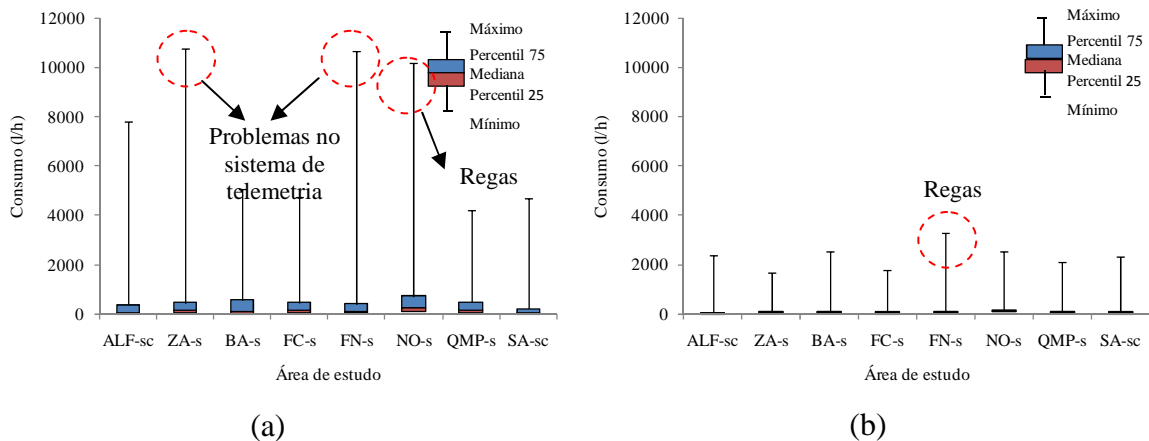 12000
10000
8000
6000
4000
2000
0
Consumo (l/h)
Máximo
Percentil 75
Mediana
Percentil 25
Mínimo
Problemas no
sistema de
telemetria
Regas
ALF-sc ZA-s BA-s FC-s FN-s NO-s QMP-s SA-sc
Área de estudo
(a)
12000
10000
8000
6000
4000
2000
0
Consumo (l/h)
Máximo
Percentil 75
Mediana
Percentil 25
Mínimo
Regas
ALF-sc ZA-s BA-s FC-s FN-s NO-s QMP-s SA-sc
Área de estudo
(b)